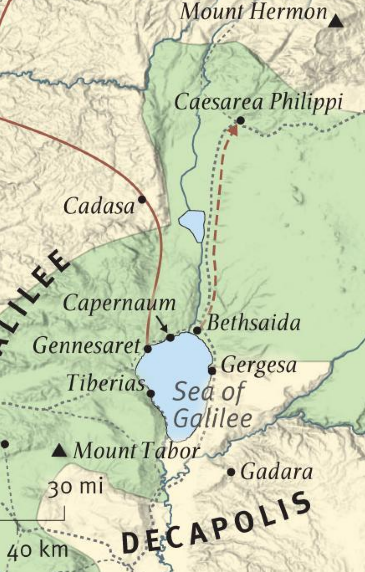 Mount Hermon
Caesarea Philippi
Cadasa
ALILEE
Capernaum
Bethsaida
Gennesaret
Gergesa
Tiberias
Sea of
Galilee
Mount Tabor
Gadara
30 mi
DECAPOLIS
40 km